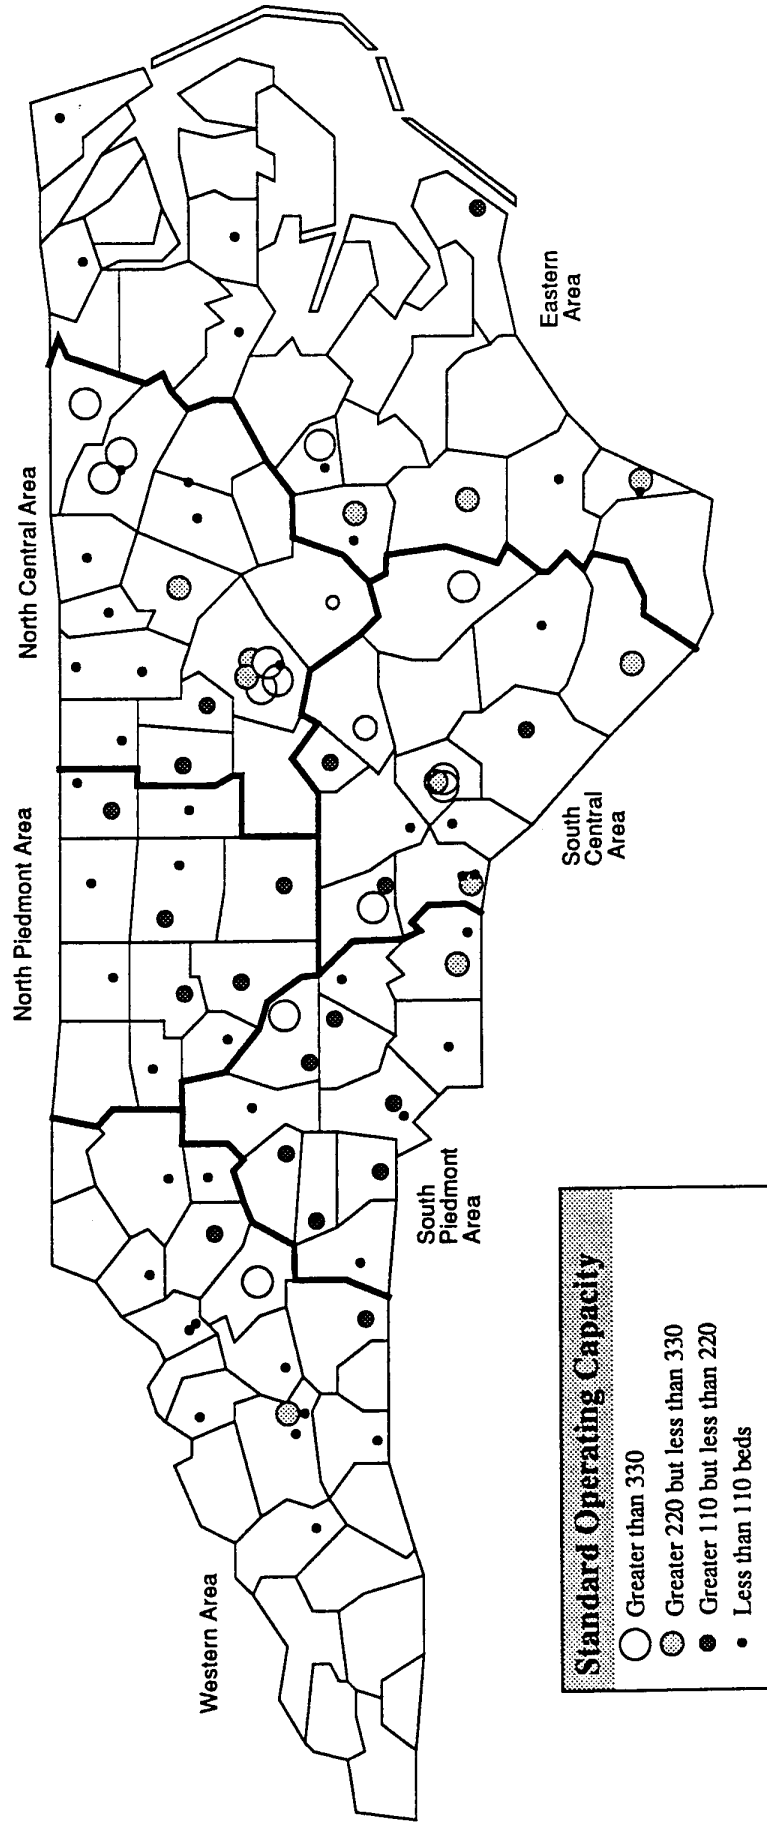 North Central Area
North Piedmont Area
Western Area
Eastern
Area
South
Central
Area
South
Piedmont
Area
Standard Operating Capacity
Greater than 330
Greater 220 but less than 330
Greater 110 but less than 220
Less than 110 beds